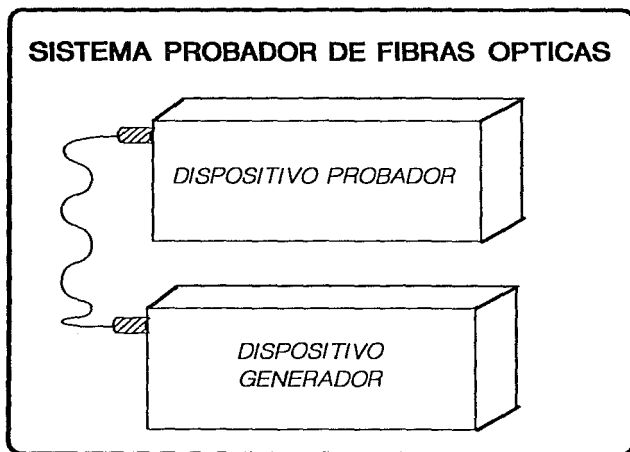 SISTEMA PROBADOR DE FIBRAS OPTICAS
DISPOSITIVO PROBADOR
DISPOSITIVO
GENERADOR